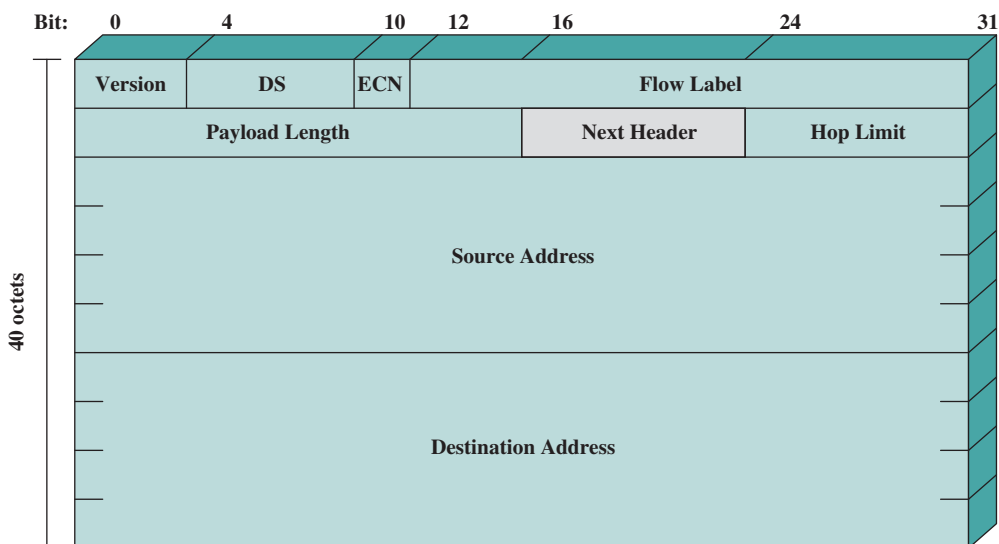 Bit: 0 4 10 12 16 24 31
Version DS ECN Flow Label
Payload Length Next Header Hop Limit
Source Address
40 octets
Destination Address